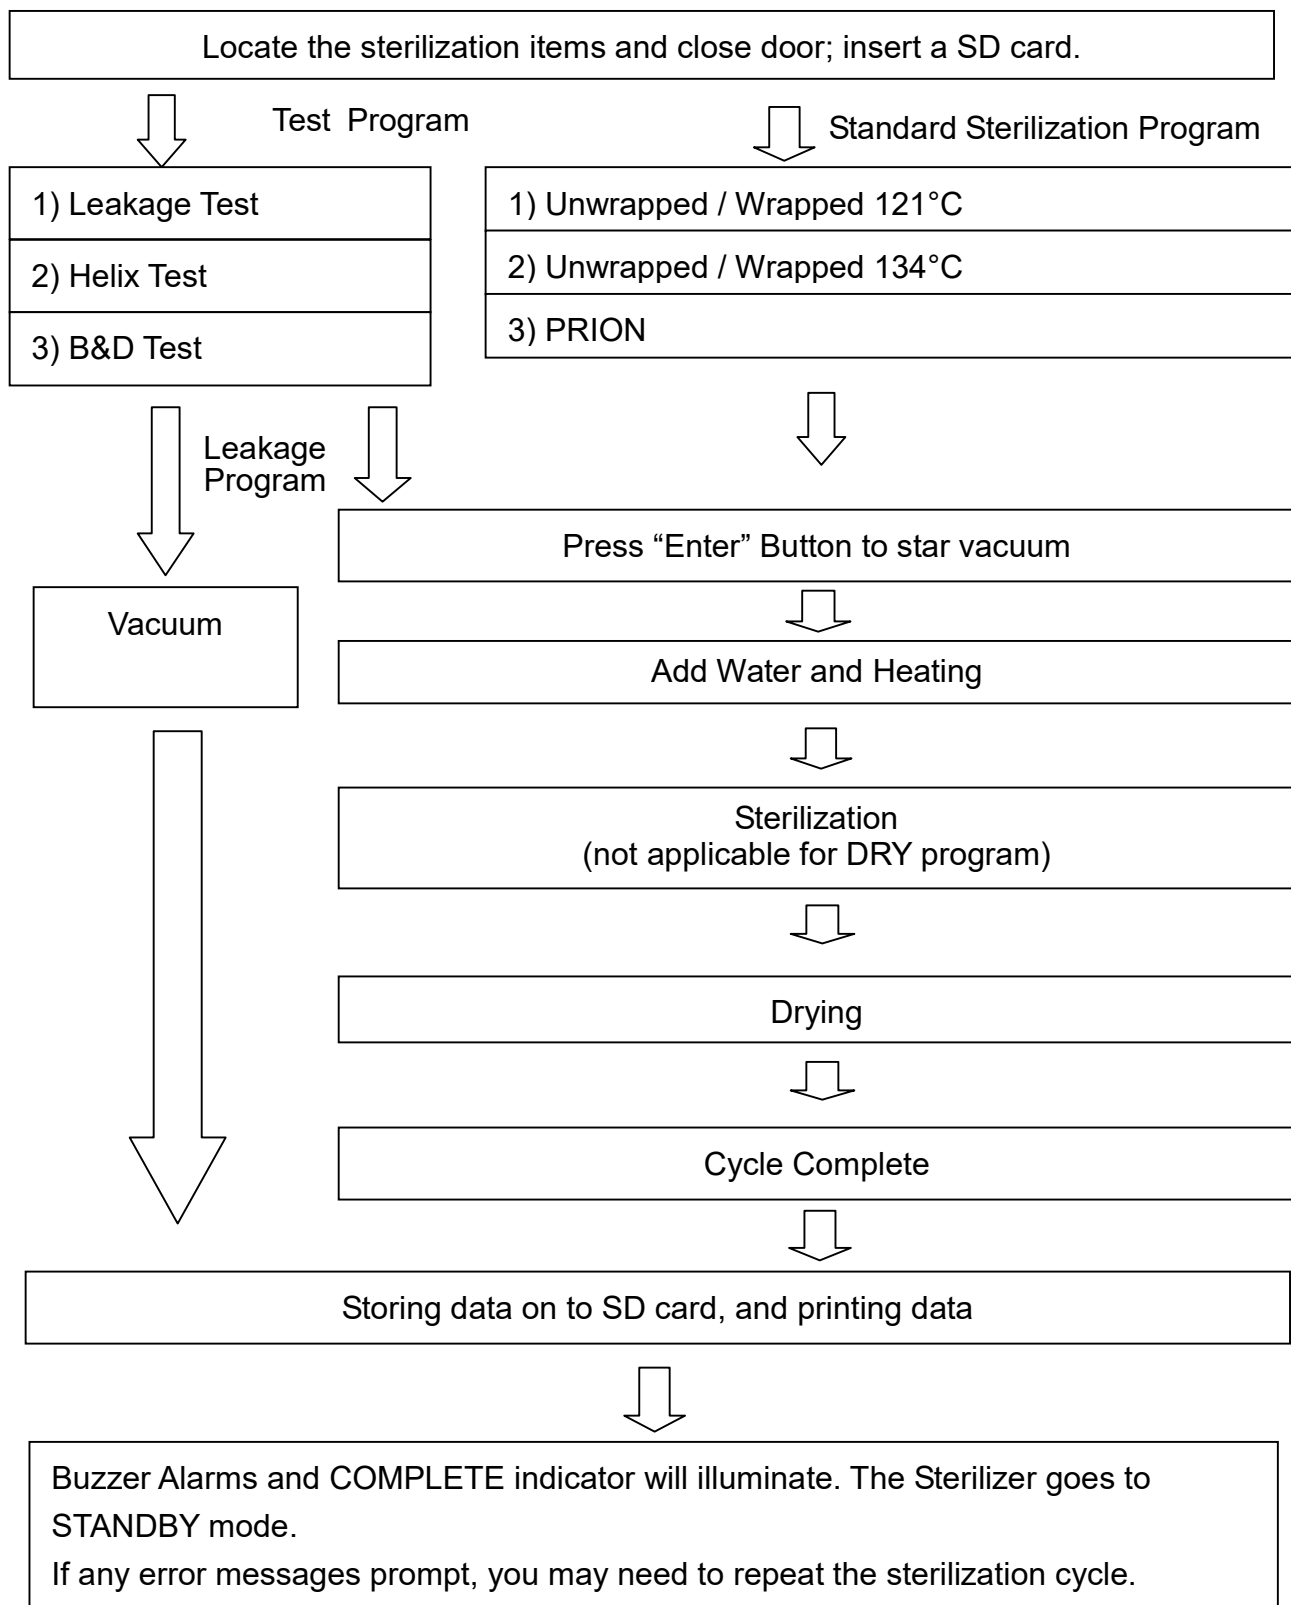 Locate the sterilization items and close door; insert a SD card.
Test Program
Standard Sterilization Program
1) Leakage Test
2) Helix Test
3) B&D Test
1) Unwrapped / Wrapped 121°C
2) Unwrapped / Wrapped 134°C
3) PRION
Leakage
Program
Press “Enter” Button to star vacuum
Vacuum
Add Water and Heating
Sterilization
(not applicable for DRY program)
Drying
Cycle Complete
Storing data on to SD card, and printing data
Buzzer Alarms and COMPLETE indicator will illuminate. The Sterilizer goes to
STANDBY mode.
If any error messages prompt, you may need to repeat the sterilization cycle.